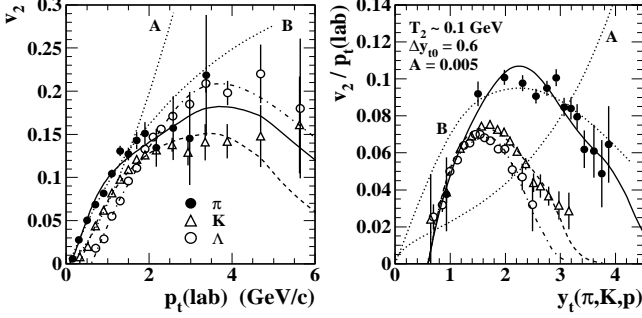 v2
0.3
0.25
0.2
0.15
0.1
0.05
0
A
B
π
K
Λ
0 2 4 6
pt(lab) (GeV/c)
v2 / pt(lab)
0.12
0.1
0.08
0.06
0.04
0.02
0
T2 ~ 0.1 GeV
Δyt0 = 0.6
A = 0.005
A
B
0 1 2 3 4
yt(π,K,p)